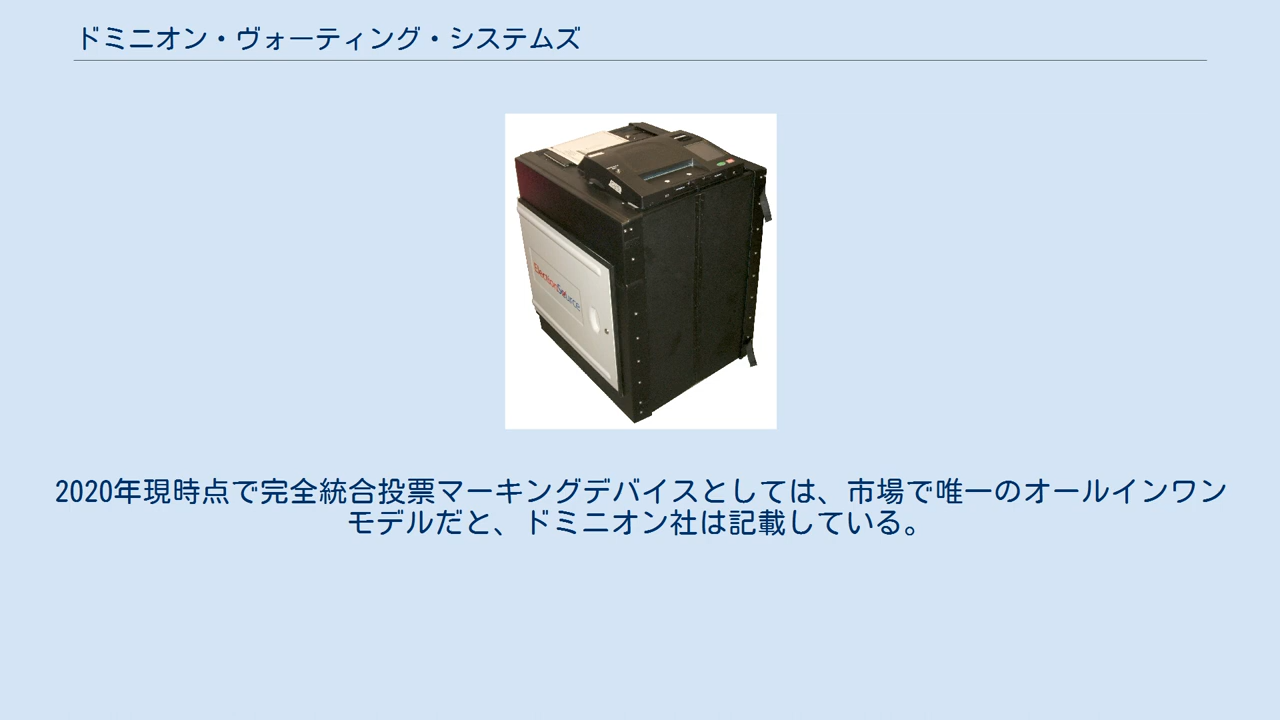 ドミニオン・ヴォーティング・システムズ
ElectionSource
2020年現時点で完全統合投票マーキングデバイスとしては、市場で唯一のオールインワン
モデルだと、ドミニオン社は記載している。